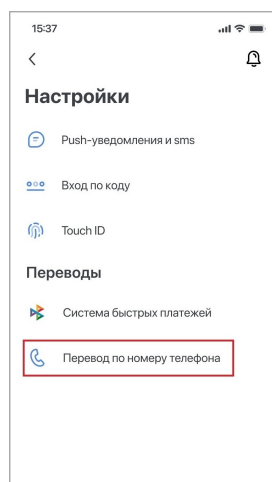 15:37
Настройки
Push-уведомления и sms
Вход по коду
Touch ID
Переводы
Система быстрых платежей
Перевод по номеру телефона